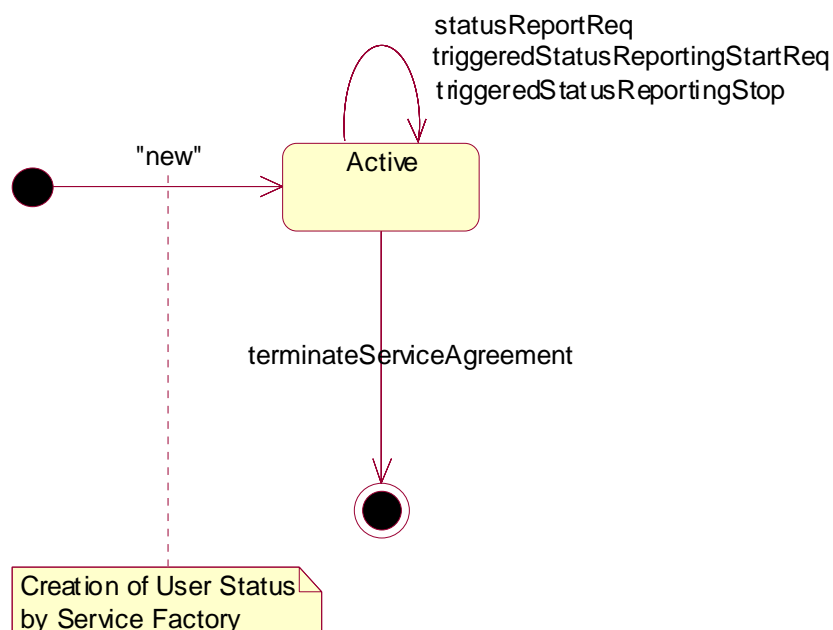 statusReportReq
triggeredStatusReportingStartReq
triggeredStatusReportingStop
"new"
Active
terminateServiceAgreement
Creation of User Status
by Service Factory